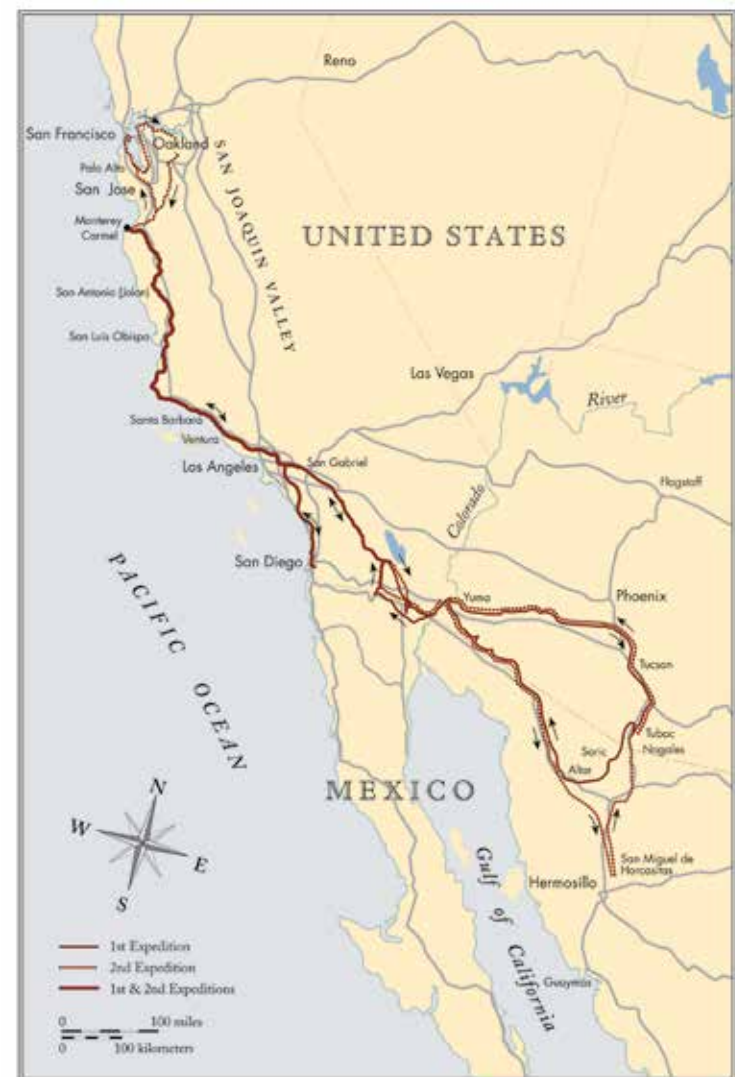 Reno
San Francisco
Oakland
Palo Alto
San Jose
SAN JOAQUIN VALLEY
Monterey
Carmel
UNITED STATES
San Antonio (Jolon)
San Luis Obispo
Las Vegas
River
Santa Barbara
Ventura
Los Angeles
San Gabriel
Flagstaff
Colorado
San Diego
Yuma
Phoenix
PACIFIC OCEAN
Tucson
Tubac
Nogales
Saric
Altar
MEXICO
N
W
E
S
San Miguel de
Horcasitas
Hermosillo
Gulf of California
Guaymas
1st Expedition
2nd Expedition
1st & 2nd Expeditions
0 100 miles
0 100 kilometers